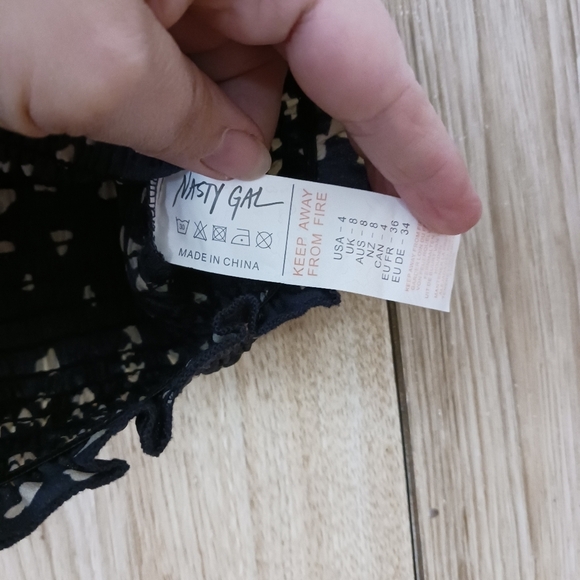 NASTY GAL
30
MADE IN CHINA
KEEP AWAY
FROM FIRE
USA - 4
UK - 8
AUS - 8
NZ - 8
CAN - 4
EU FR - 36
EU DE - 34